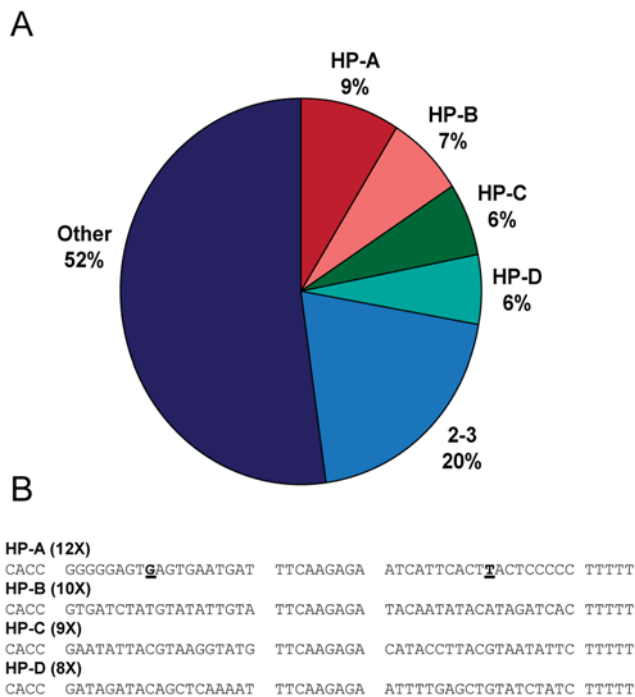 A
HP-A
9%
HP-B
7%
HP-C
6%
HP-D
6%
2-3
20%
Other
52%
B
HP-A (12X)
CACC GGGGGAGTGAGTGAATGAT TTCAAGAGA ATCATTCACTTACTCCCCC TTTTT
HP-B (10X)
CACC GTGATCTATGTATATTGTA TTCAAGAGA TACAATATACATAGATCAC TTTTT
HP-C (9X)
CACC GAATATTACGTAAGGTATG TTCAAGAGA CATACCTTACGTAATATTC TTTTT
HP-D (8X)
CACC GATAGATACAGCTCAAAAT TTCAAGAGA ATTTTGAGCTGTATCTATC TTTTT